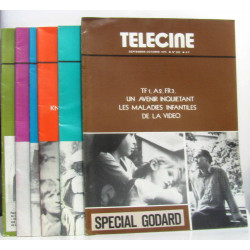 TELECINE
TF1, A2, FR3,
UN AVENIR INQUIETANT
LES MALADIES INFANTILES
DE LA VIDEO
SPECIAL GODARD